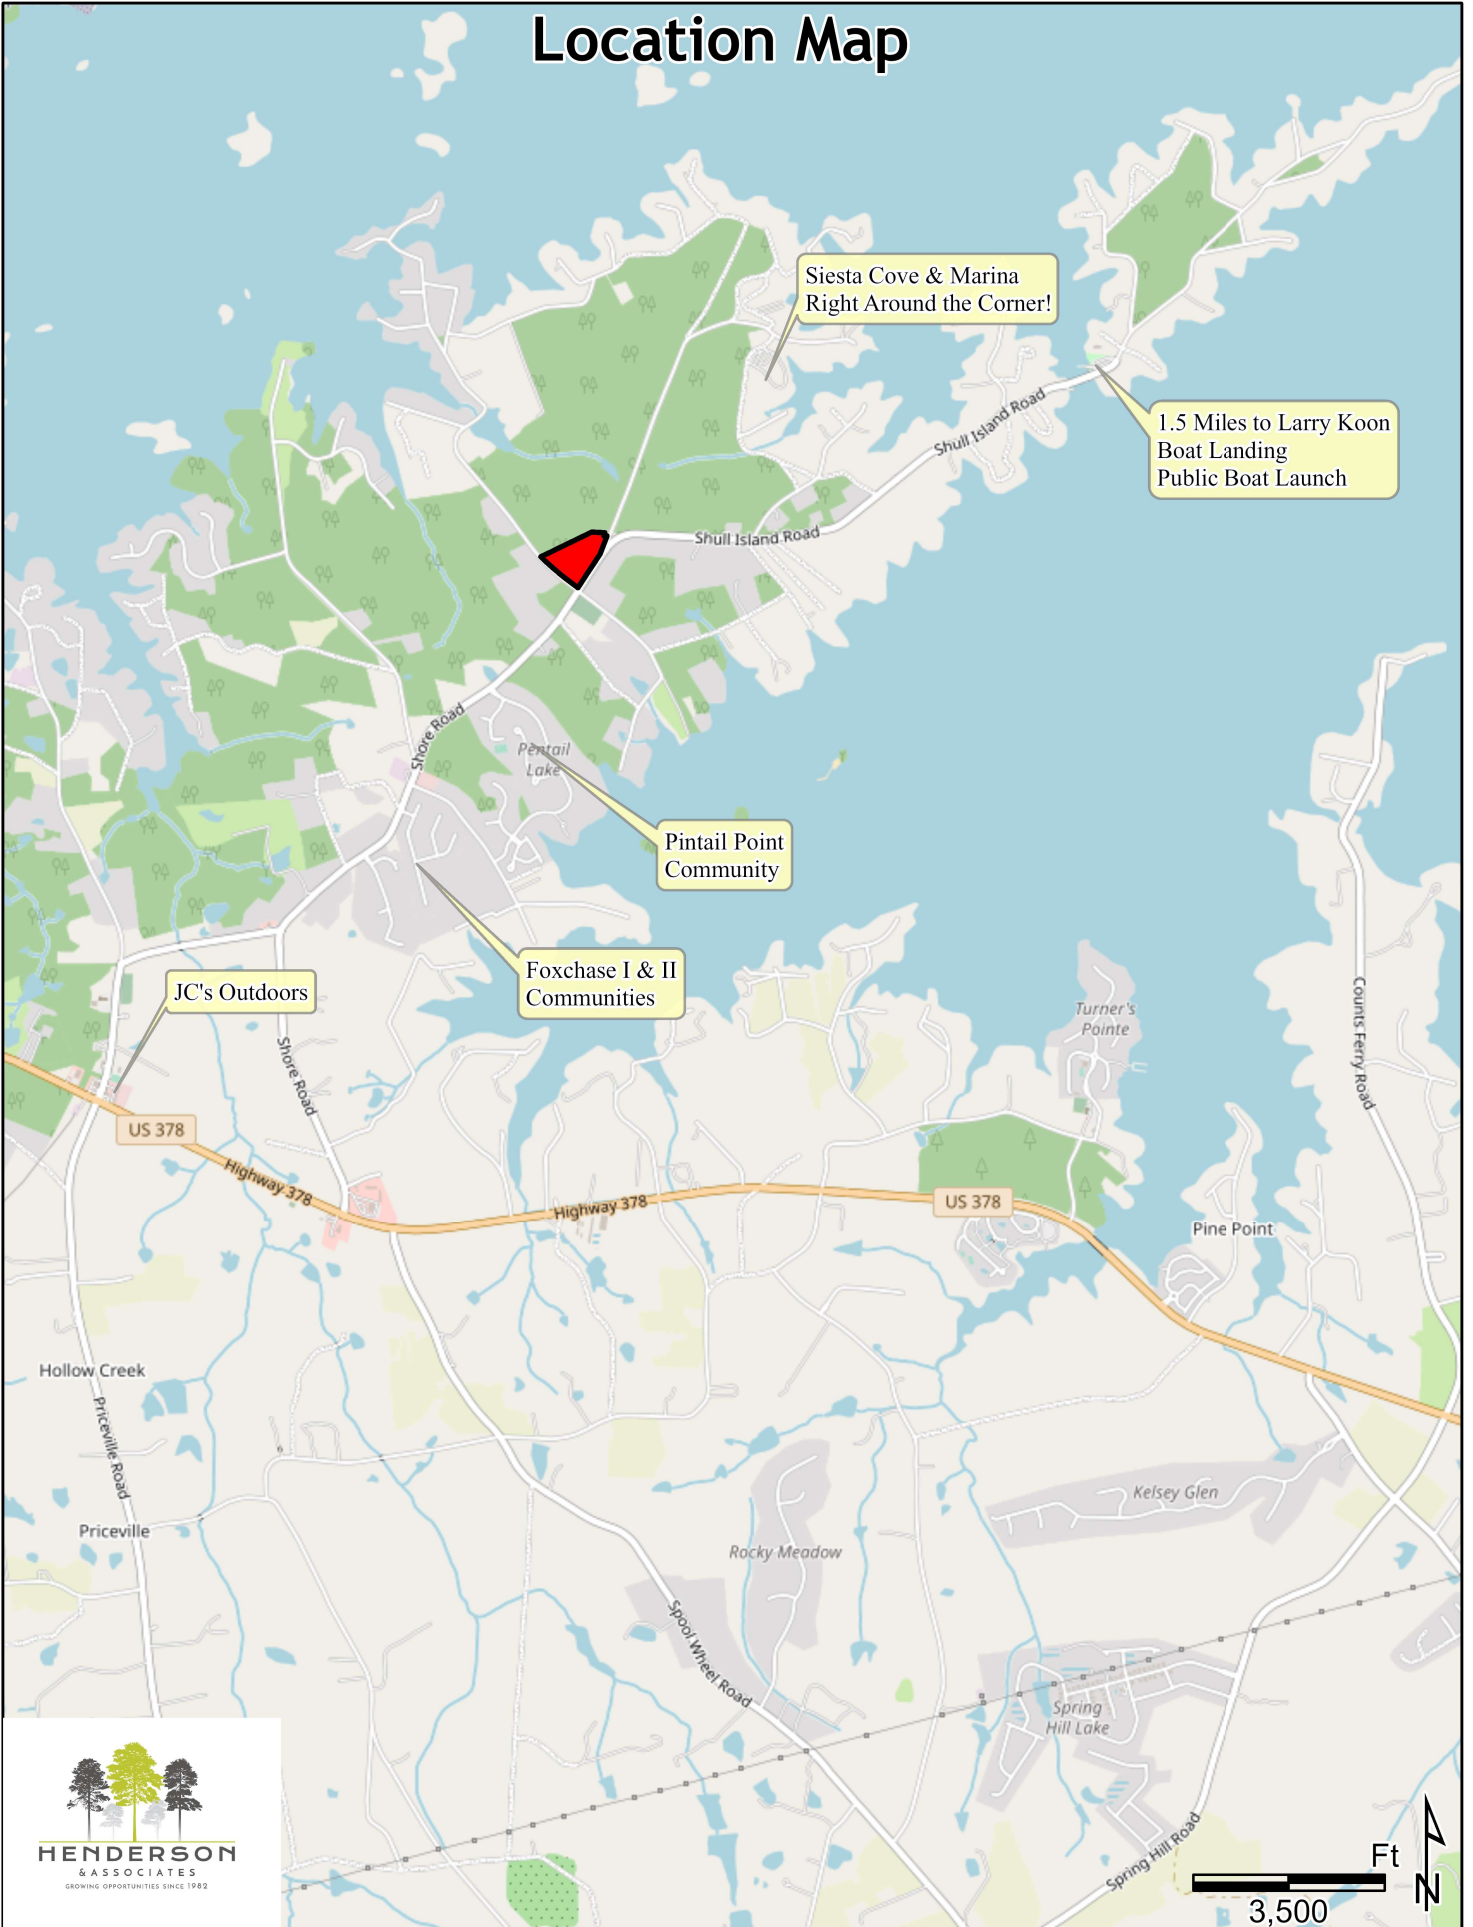 Location Map
Siesta Cove & Marina
Right Around the Corner!
1.5 Miles to Larry Koon
Boat Landing
Public Boat Launch
Shull Island Road
Shull Island Road
Shore Road
Pentail
Lake
Pintail Point
Community
Foxchase I & II
Communities
JC's Outdoors
Turner's
Pointe
Counts Ferry Road
Shore Road
US 378
Highway 378
Highway 378
US 378
Pine Point
Hollow Creek
Priceville Road
Kelsey Glen
Priceville
Rocky Meadow
Spool Wheel Road
Spring
Hill Lake
Spring Hill Road
HENDERSON
& ASSOCIATES
GROWING OPPORTUNITIES SINCE 1982
Ft
3,500
N